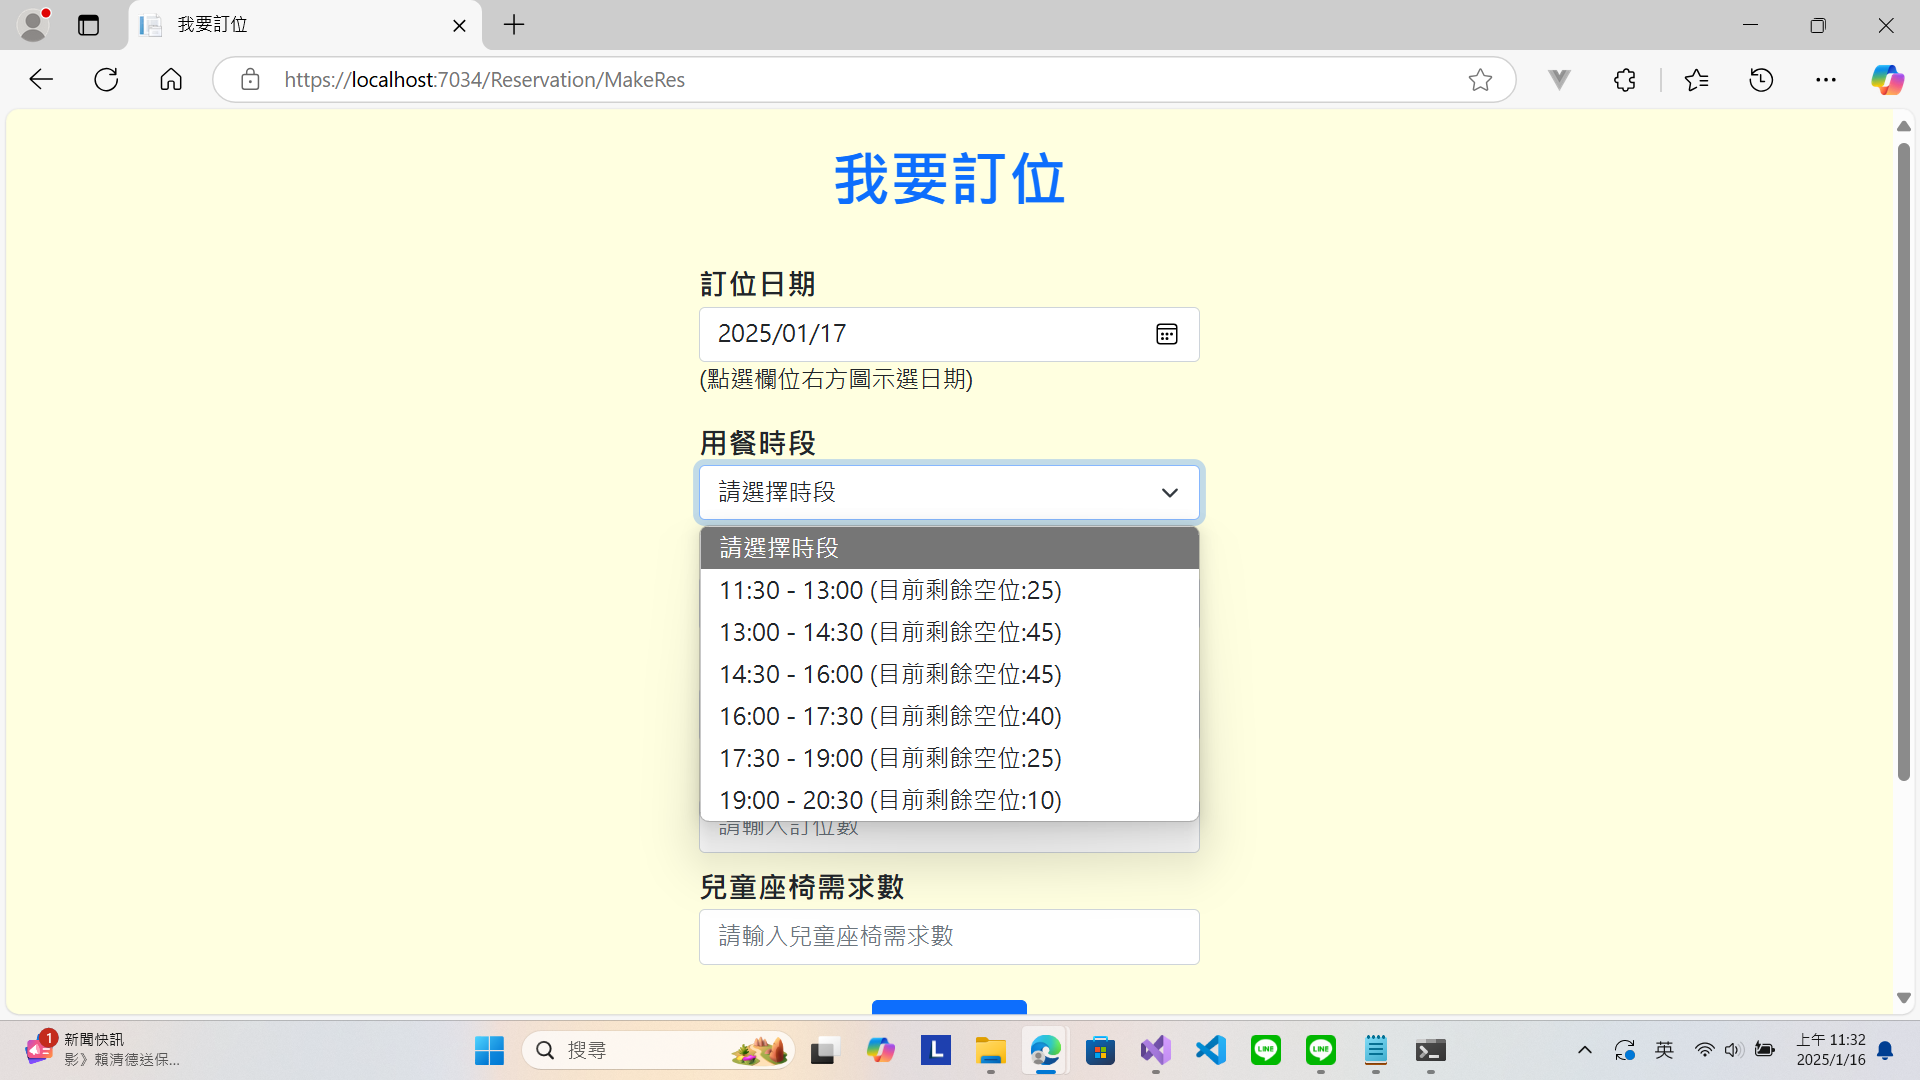 我要訂位
https://localhost:7034/Reservation/MakeRes
我要訂位
訂位日期
2025/01/17
(點選欄位右方圖示選日期)
用餐時段
請選擇時段
請選擇時段
11:30 - 13:00 (目前剩餘空位:25)
13:00 - 14:30 (目前剩餘空位:45)
14:30 - 16:00 (目前剩餘空位:45)
16:00 - 17:30 (目前剩餘空位:40)
17:30 - 19:00 (目前剩餘空位:25)
19:00 - 20:30 (目前剩餘空位:10)
請輸入訂位數
兒童座椅需求數
請輸入兒童座椅需求數
1
新聞快訊
影》賴清德送保...
搜尋
L
LINE
LINE
英
上午 11:32
2025/1/16